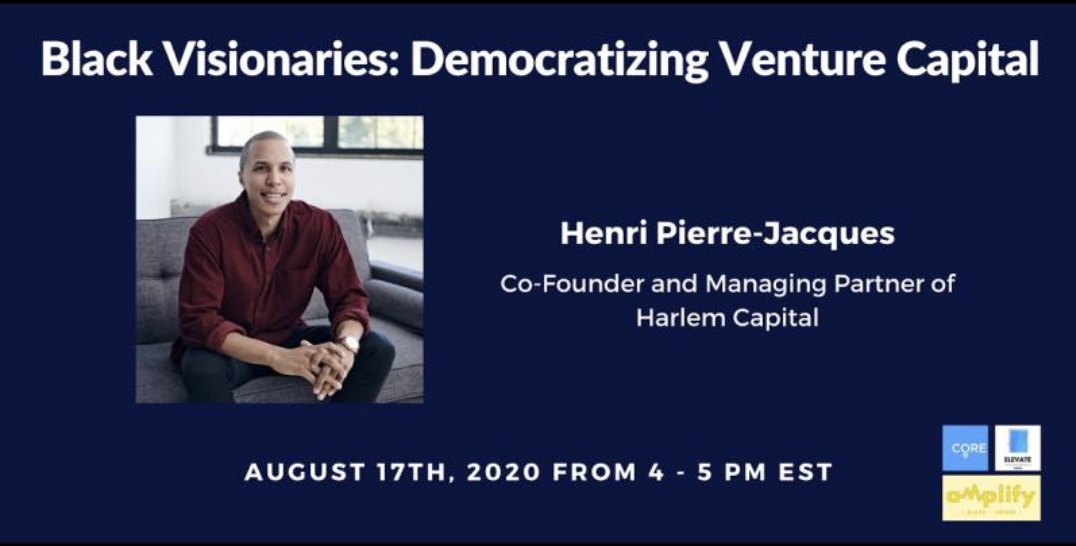 Black Visionaries: Democratizing Venture Capital
Henri Pierre-Jacques
Co-Founder and Managing Partner of
Harlem Capital
AUGUST 17TH, 2020 FROM 4 - 5 PM EST
CORE
ELEVATE
amplify